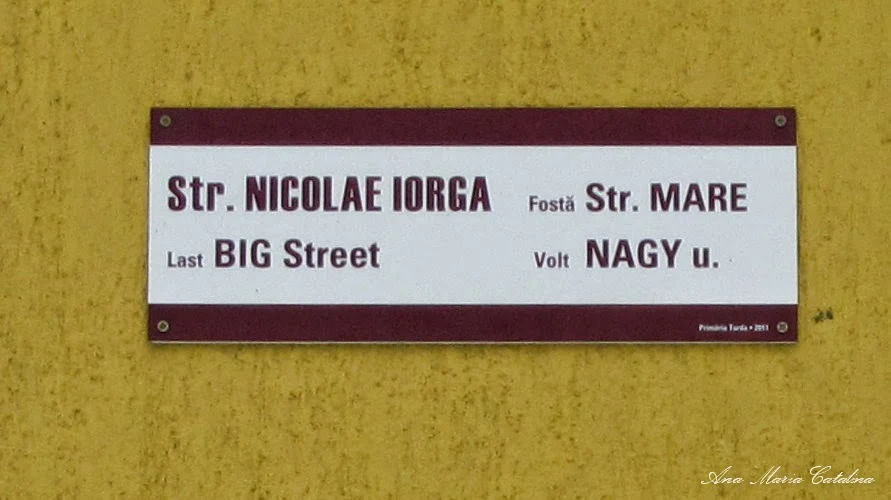 Str. NICOLAE IORGA Fostă Str. MARE
Last BIG Street Volt NAGY u.
Primăria Turda • 2011
Ana Maria Catalina